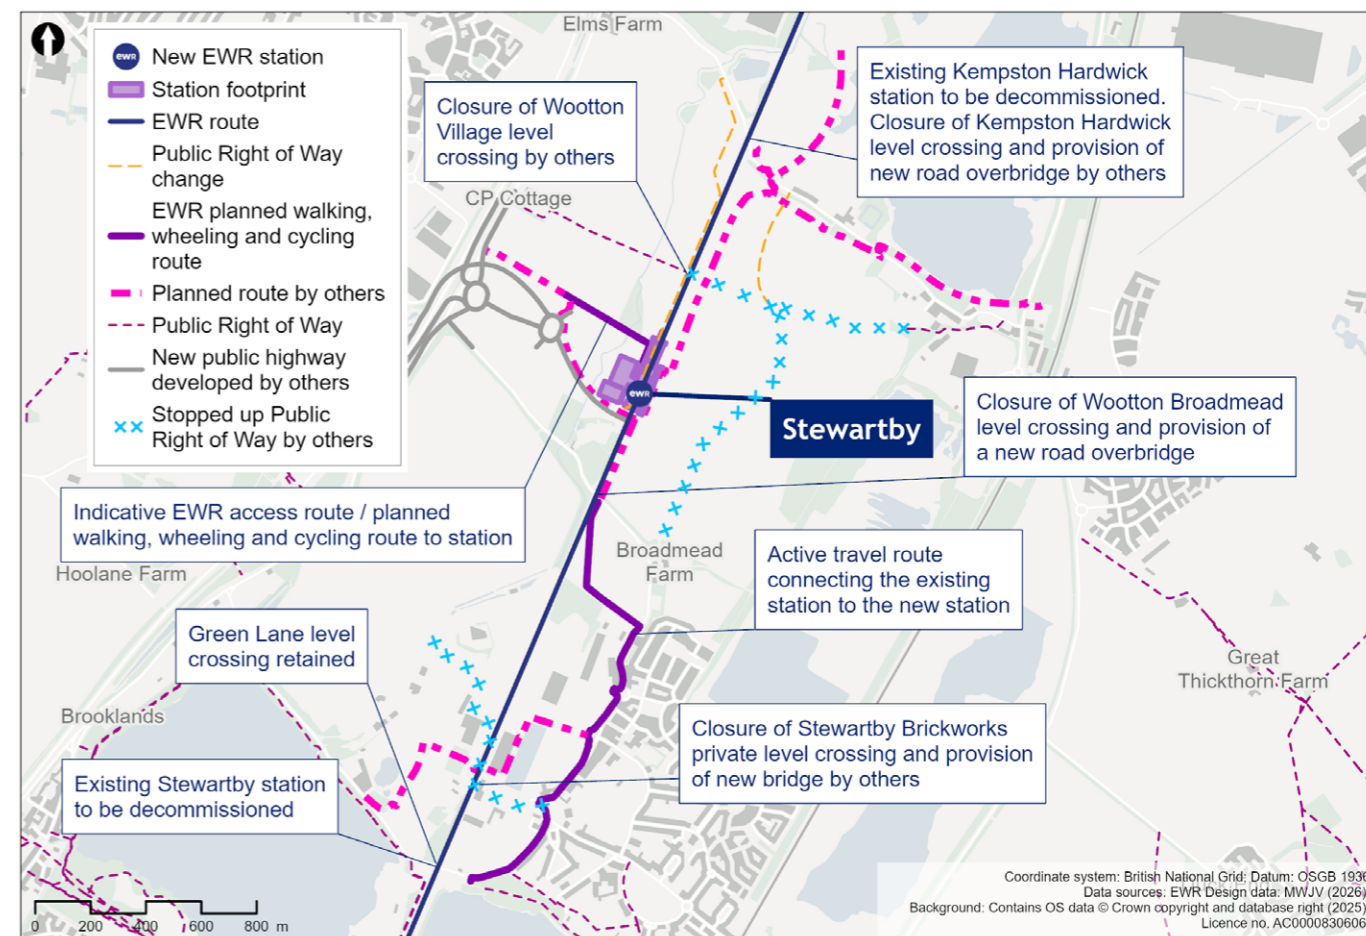 Elms Farm
ewr New EWR station
Station footprint
EWR route
Public Right of Way
change
EWR planned walking,
wheeling and cycling
route
Planned route by others
Public Right of Way
New public highway
developed by others
Stopped up Public
Right of Way by others
Closure of Wootton
Village level
crossing by others
Existing Kempston Hardwick
station to be decommissioned.
Closure of Kempston Hardwick
level crossing and provision of
new road overbridge by others
CP Cottage
ewr
Stewartby
Closure of Wootton Broadmead
level crossing and provision of
a new road overbridge
Indicative EWR access route / planned
walking, wheeling and cycling route to station
Hoolane Farm
Broadmead
Farm
Active travel route
connecting the existing
station to the new station
Green Lane level
crossing retained
Great
Thickthorn Farm
Brooklands
Closure of Stewartby Brickworks
private level crossing and provision
of new bridge by others
Existing Stewartby station
to be decommissioned
0 200 400 600 800 m
Coordinate system: British National Grid; Datum: OSGB 1936
Data sources: EWR Design data: MWJV (2026)
Background: Contains OS data © Crown copyright and database right (2025)
Licence no. AC0000830606